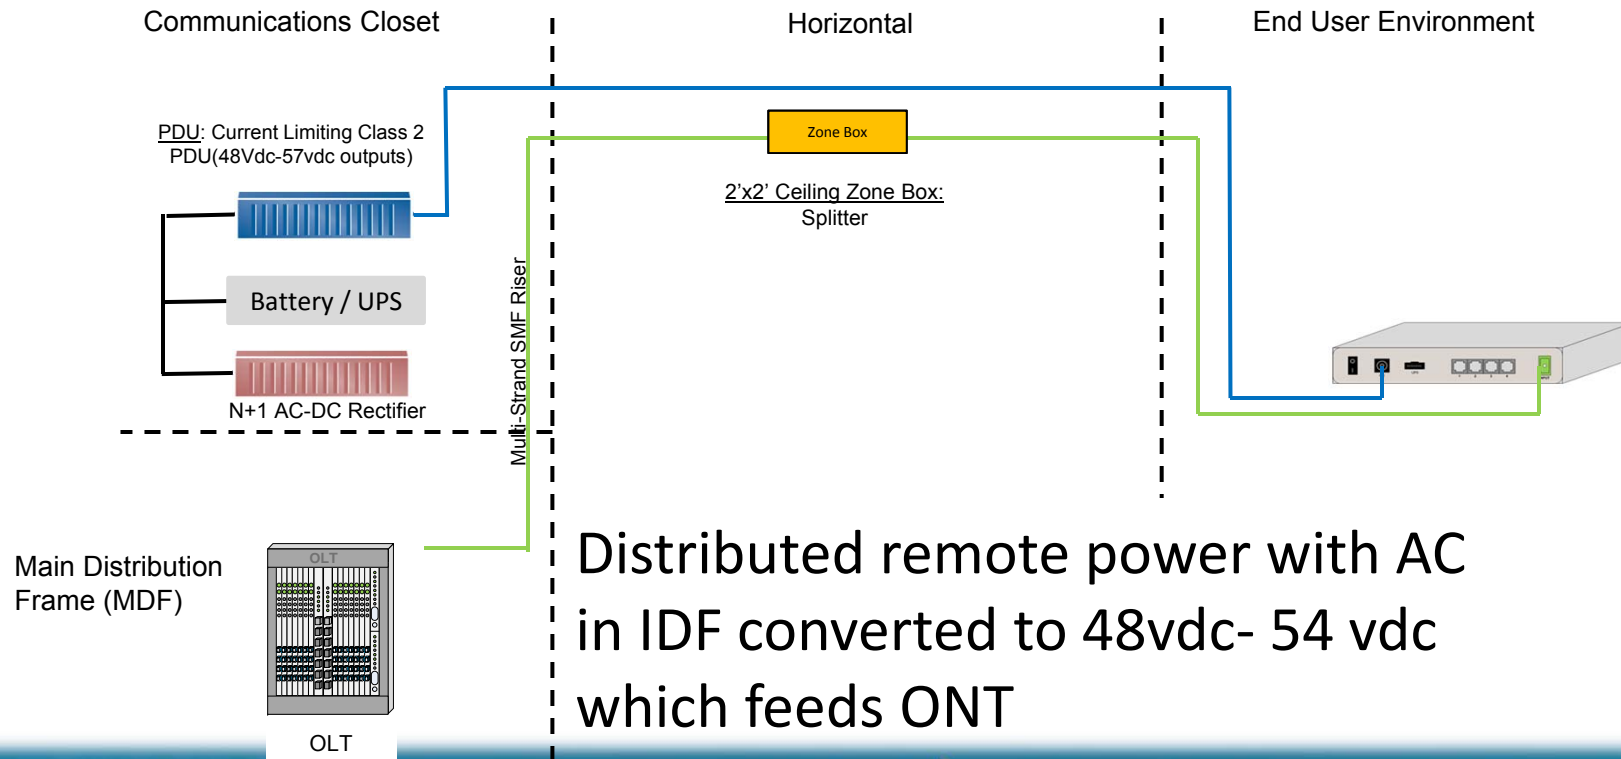 Communications Closet
Horizontal
End User Environment
PDU: Current Limiting Class 2
PDU(48Vdc-57vdc outputs)
Zone Box
2'x2' Ceiling Zone Box:
Splitter
Battery / UPS
N+1 AC-DC Rectifier
Multi-Strand SMF Riser
Main Distribution
Frame (MDF)
OLT
OLT
Distributed remote power with AC
in IDF converted to 48vdc- 54 vdc
which feeds ONT